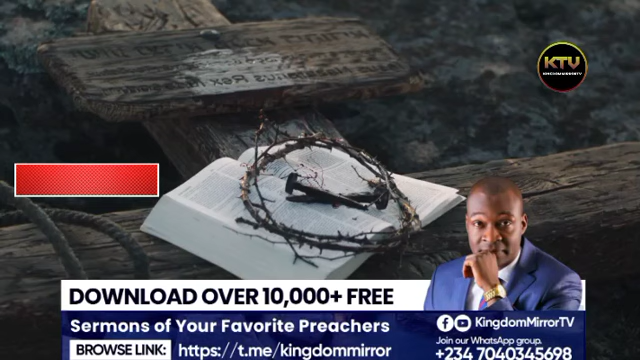 KTV
KINGDOMMIRRORTV
DOWNLOAD OVER 10,000+ FREE
Sermons of Your Favorite Preachers
BROWSE LINK: https://t.me/kingdommirror
KingdomMirrorTV
Join our WhatsApp group.
+234 7040345698